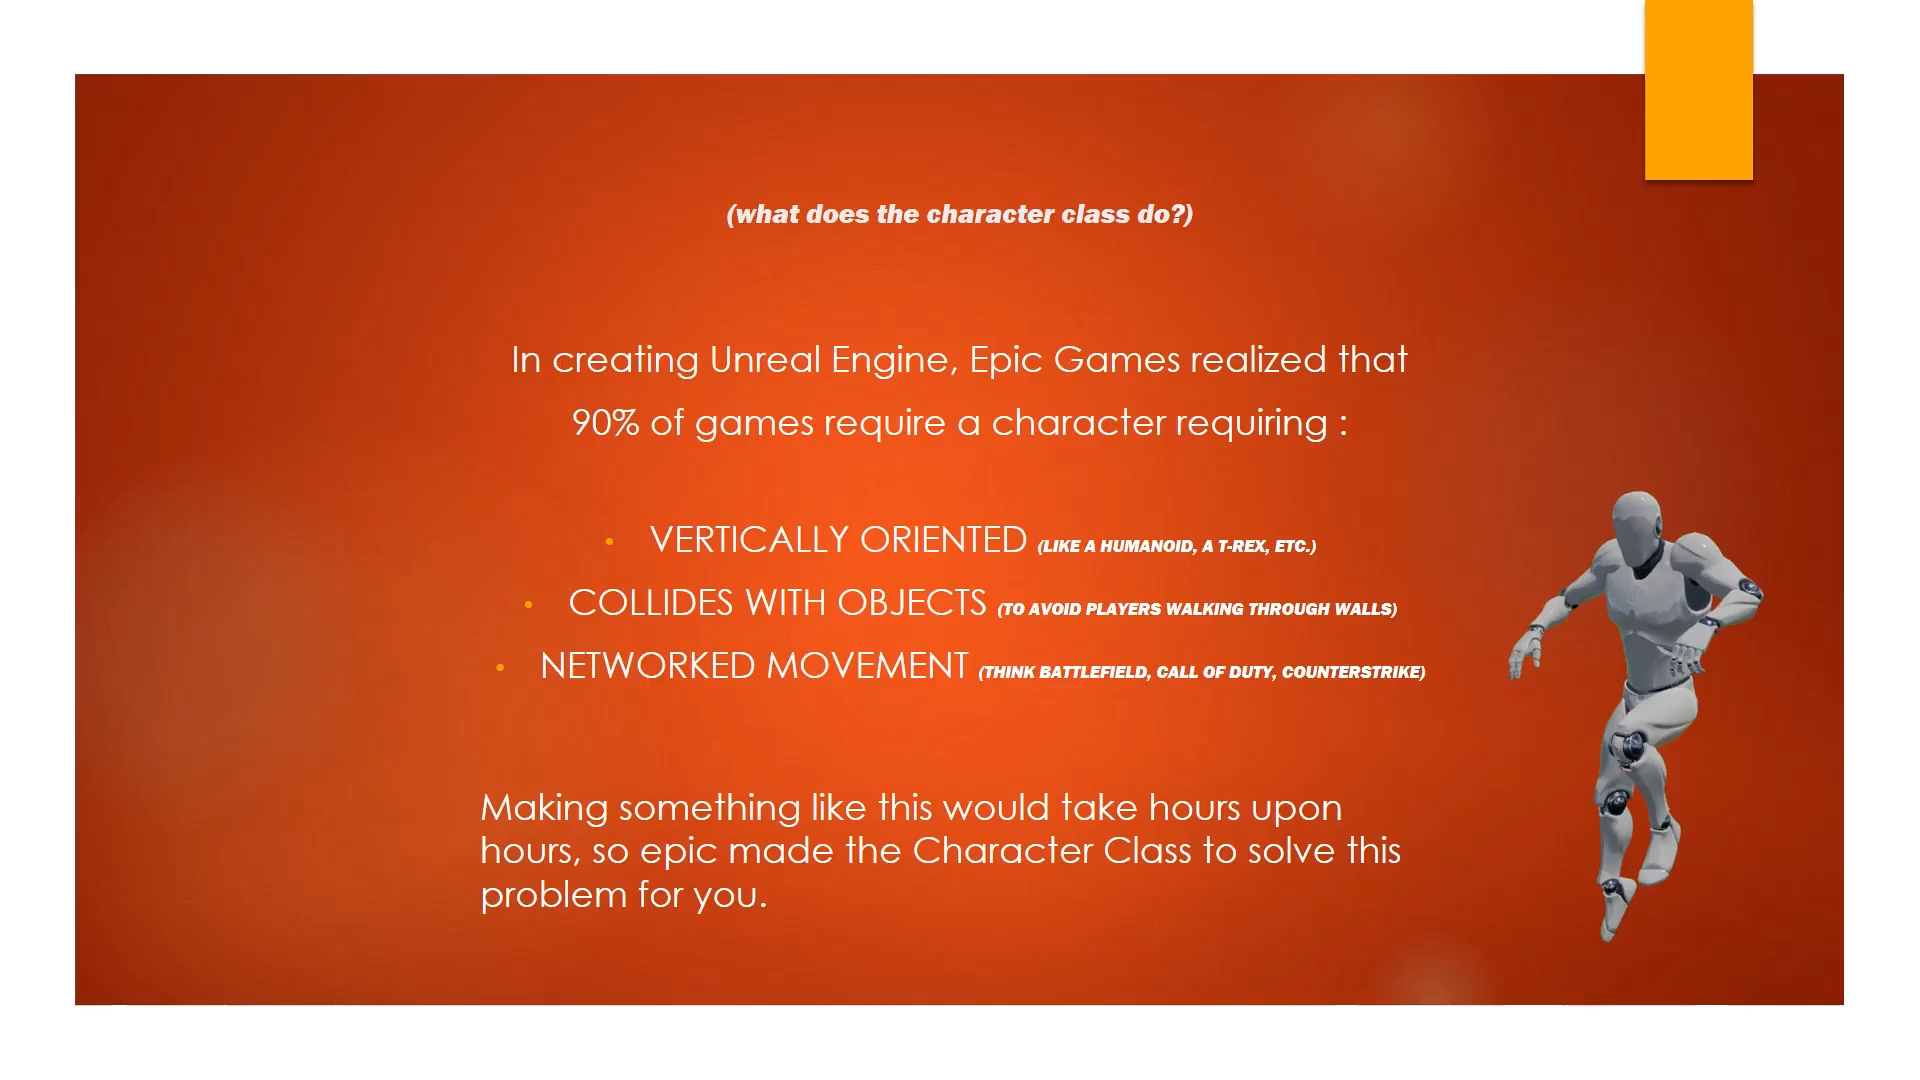 (what does the character class do?)
In creating Unreal Engine, Epic Games realized that
90% of games require a character requiring :
• VERTICALLY ORIENTED (LIKE A HUMANOID, A T-REX, ETC.)
• COLLIDES WITH OBJECTS (TO AVOID PLAYERS WALKING THROUGH WALLS)
• NETWORKED MOVEMENT (THINK BATTLEFIELD, CALL OF DUTY, COUNTERSTRIKE)
Making something like this would take hours upon
hours, so epic made the Character Class to solve this
problem for you.